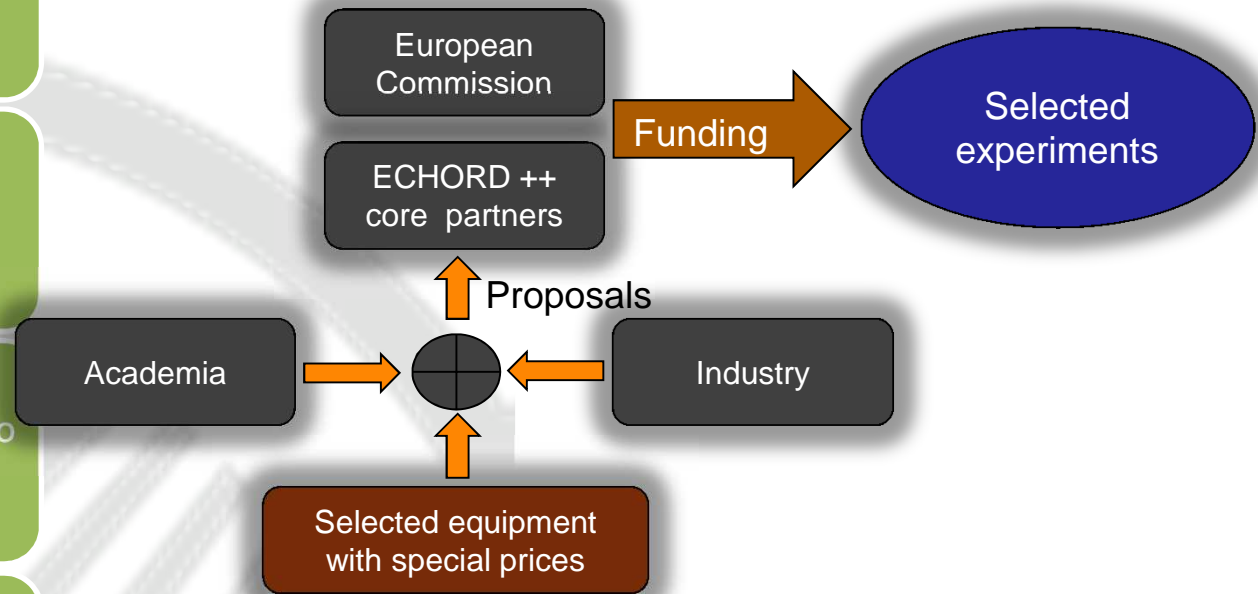 European
Commission
ECHORD ++
core partners
Funding
Selected
experiments
Proposals
Academia
Industry
o
Selected equipment
with special prices